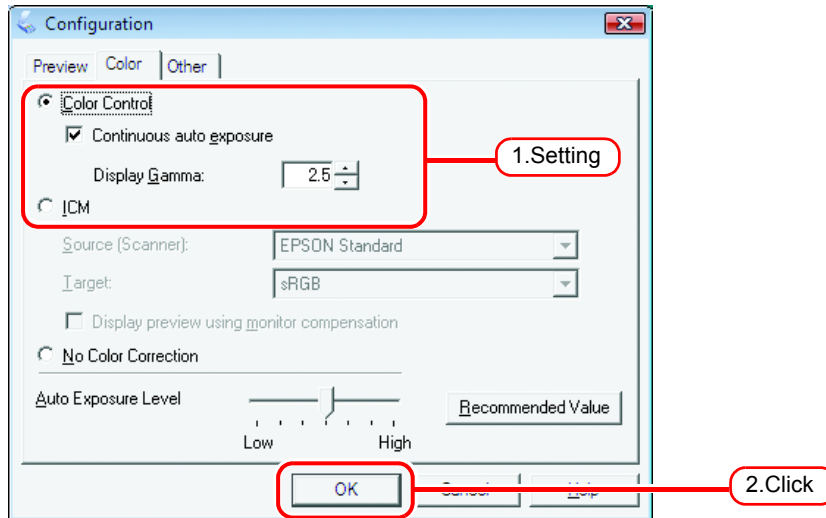 Configuration
Preview Color Other
Color Control
Continuous auto exposure
1.Setting
Display Gamma: 2.5
ICM
Source (Scanner): EPSON Standard
Target: sRGB
Display preview using monitor compensation
No Color Correction
Auto Exposure Level
Recommended Value
Low High
OK Cancel Help
2.Click